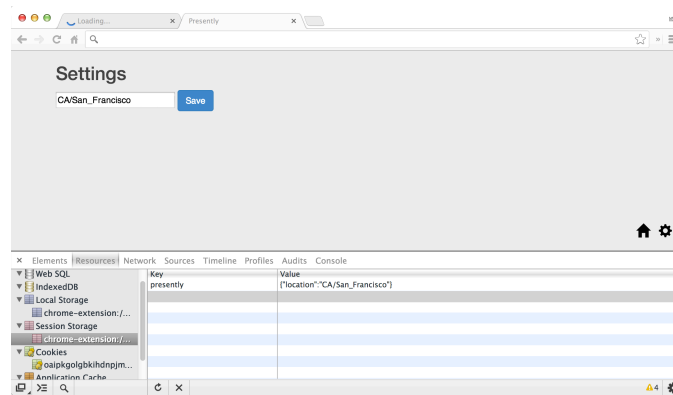 Loading...
Presently
Settings
CA/San_Francisco
Save
Elements Resources Network Sources Timeline Profiles Audits Console
Web SQL
IndexedDB
Local Storage
chrome-extension:/...
Session Storage
chrome-extension:/...
Cookies
oaipkgolgbkihdnpjm...
Application Cache
Key Value
presently {"location":"CA/San_Francisco"}
4